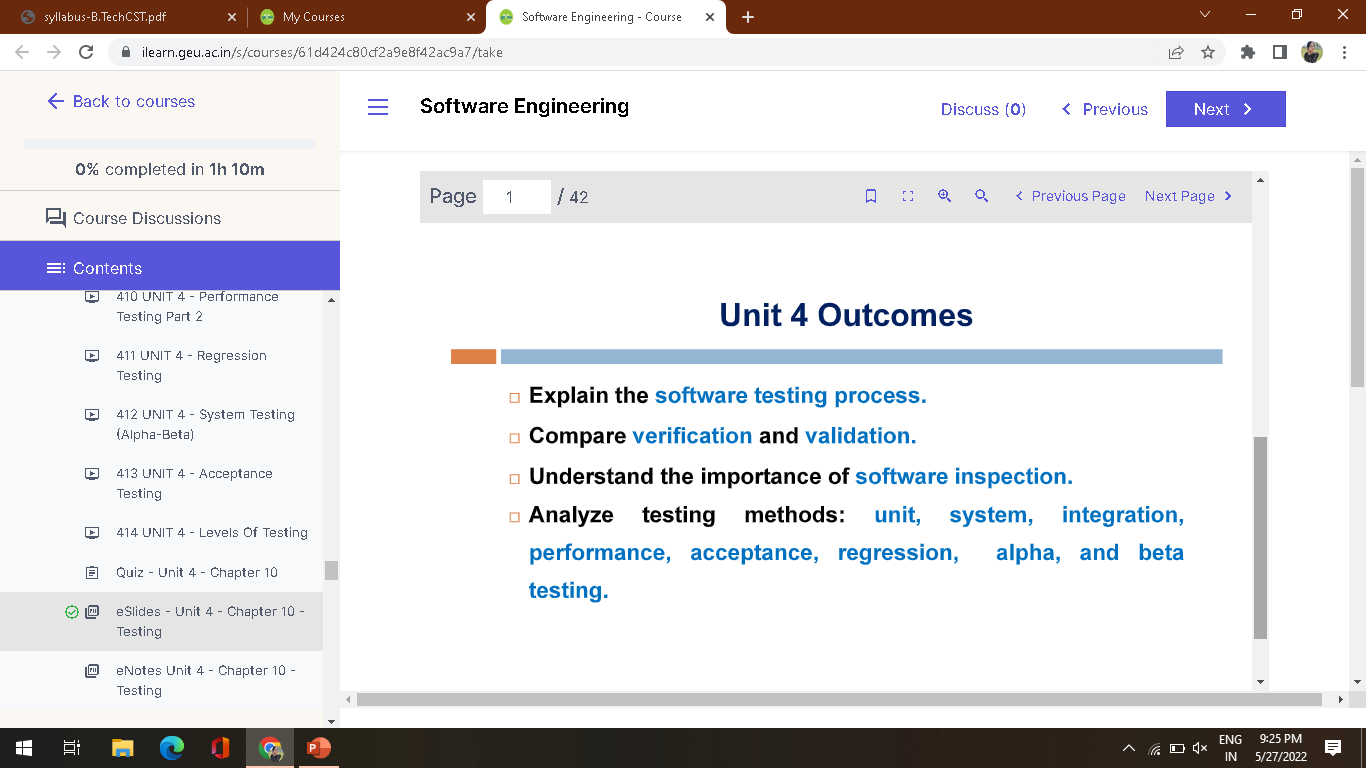 syllabus-B.TechCST.pdf
My Courses
Software Engineering - Course
ilearn.geu.ac.in/s/courses/61d424c80cf2a9e8f42ac9a7/take
Back to courses
0% completed in 1h 10m
Course Discussions
Contents
410 UNIT 4 - Performance
Testing Part 2
411 UNIT 4 - Regression
Testing
412 UNIT 4 - System Testing
(Alpha-Beta)
413 UNIT 4 - Acceptance
Testing
414 UNIT 4 - Levels Of Testing
Quiz - Unit 4 - Chapter 10
eSlides - Unit 4 - Chapter 10 -
Testing
eNotes Unit 4 - Chapter 10 -
Testing
Software Engineering
Discuss (0)
Previous
Next
Page 1 / 42
Previous Page
Next Page
Unit 4 Outcomes
Explain the software testing process.
Compare verification and validation.
Understand the importance of software inspection.
Analyze testing methods: unit, system, integration,
performance, acceptance, regression, alpha, and beta
testing.
ENG
IN
9:25 PM
5/27/2022